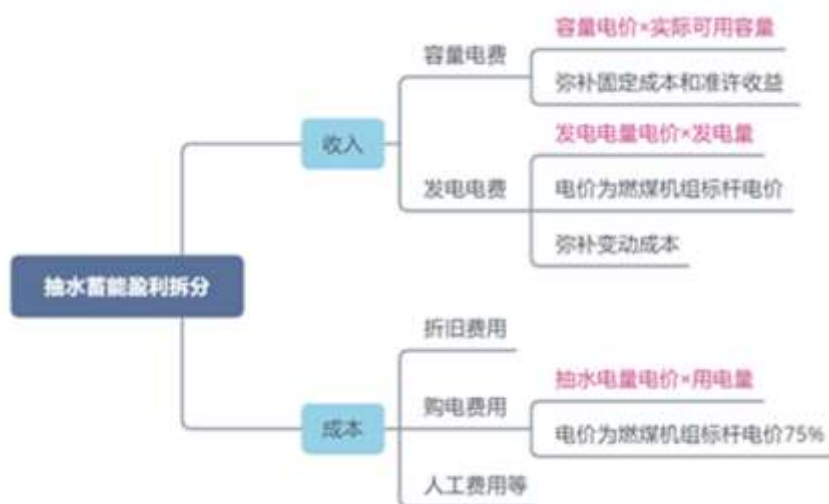 抽水蓄能盈利拆分
收入
容量电费
容量电价×实际可用容量
弥补固定成本和准许收益
发电电费
发电电量电价×发电量
电价为燃煤机组标杆电价
弥补变动成本
成本
折旧费用
购电费用
抽水电量电价×用电量
电价为燃煤机组标杆电价75%
人工费用等